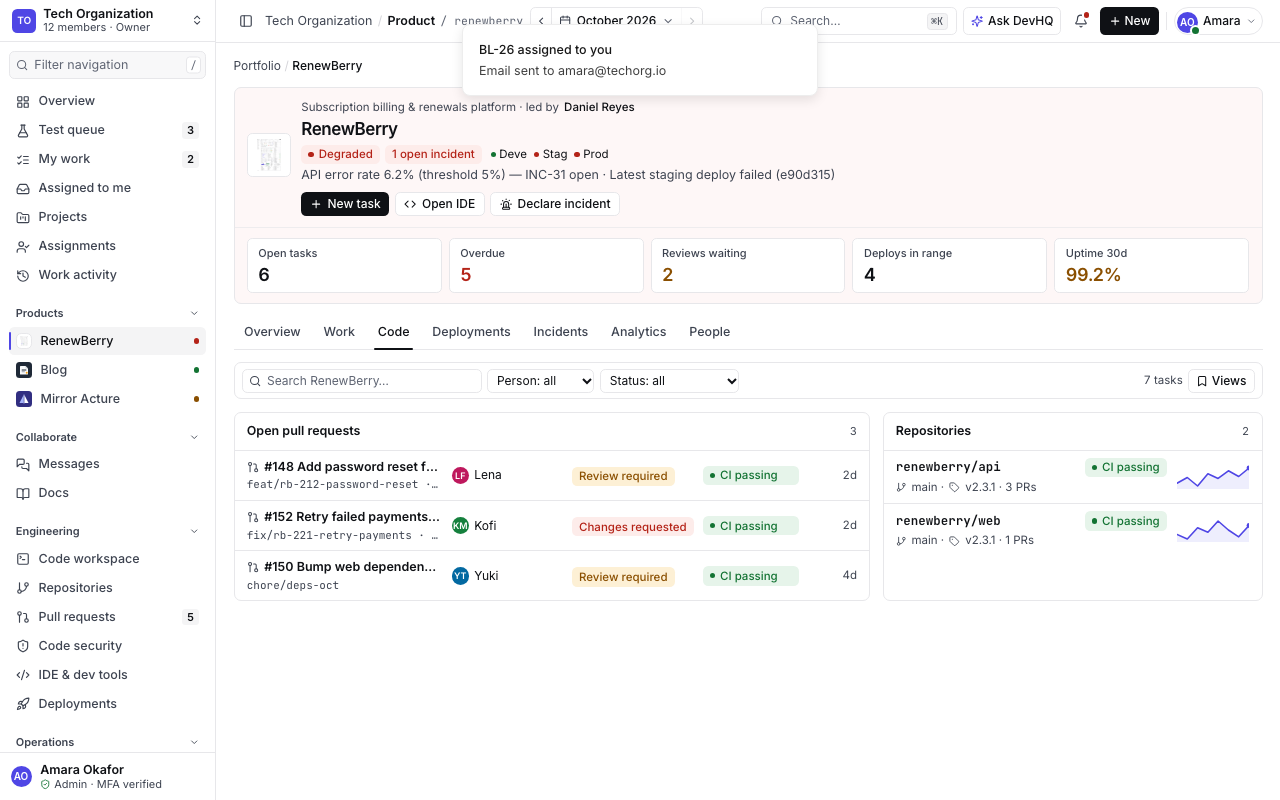 TO
Tech Organization
12 members · Owner
Filter navigation /
Overview
Test queue 3
My work 2
Assigned to me
Projects
Assignments
Work activity
Products
RenewBerry
Blog
Mirror Acture
Collaborate
Messages
Docs
Engineering
Code workspace
Repositories
Pull requests 5
Code security
IDE & dev tools
Deployments
Operations
AO
Amara Okafor
Admin · MFA verified
Tech Organization / Product / renewberry
October 2026
Search... ⌘K
Ask DevHQ
New
AO Amara
BL-26 assigned to you
Email sent to amara@techorg.io
Portfolio / RenewBerry
Subscription billing & renewals platform · led by Daniel Reyes
RenewBerry
Degraded 1 open incident Deve Stag Prod
API error rate 6.2% (threshold 5%) — INC-31 open · Latest staging deploy failed (e90d315)
New task Open IDE Declare incident
Open tasks
6
Overdue
5
Reviews waiting
2
Deploys in range
4
Uptime 30d
99.2%
Overview Work Code Deployments Incidents Analytics People
Search RenewBerry... Person: all Status: all 7 tasks Views
Open pull requests 3
#148 Add password reset f...
feat/rb-212-password-reset ·…
LF Lena Review required CI passing 2d
#152 Retry failed payments...
fix/rb-221-retry-payments · …
KM Kofi Changes requested CI passing 2d
#150 Bump web dependen...
chore/deps-oct
YT Yuki Review required CI passing 4d
Repositories 2
renewberry/api CI passing
main · v2.3.1 · 3 PRs
renewberry/web CI passing
main · v2.3.1 · 1 PRs